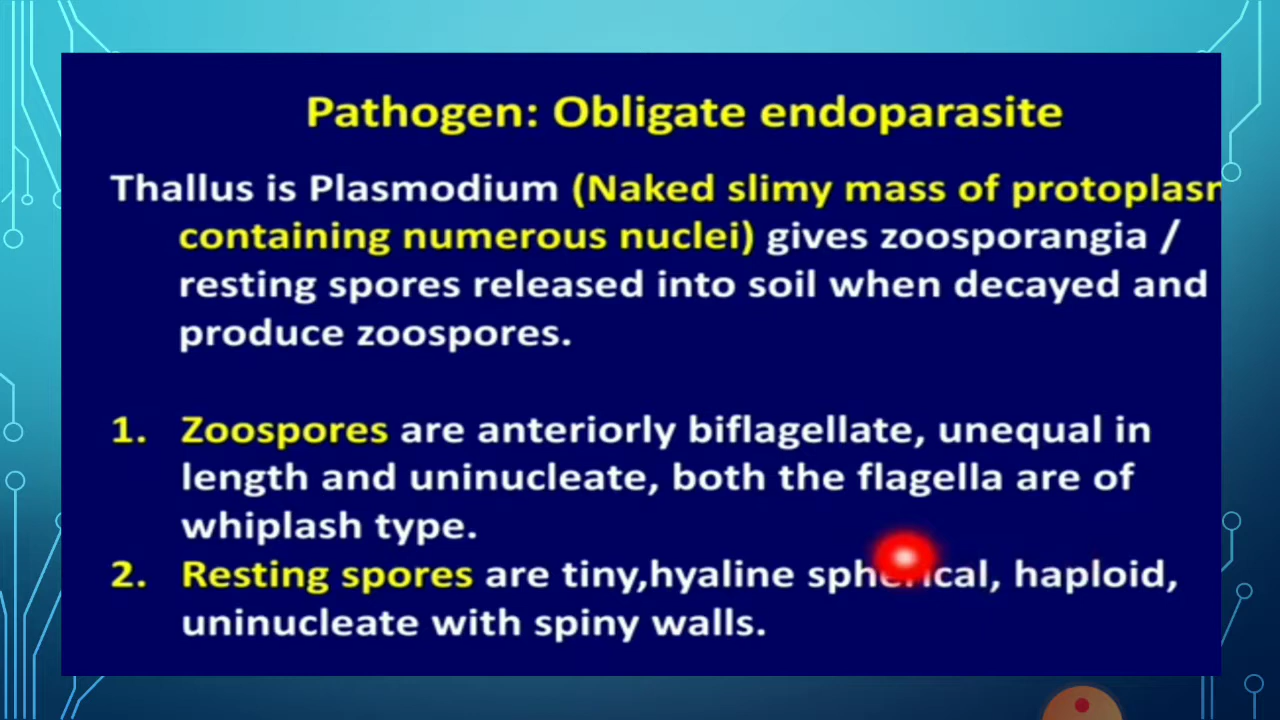 Pathogen: Obligate endoparasite
Thallus is Plasmodium (Naked slimy mass of
containing numerous nuclei) gives zoosporangia /
resting spores released into soil when decayed and
produce zoospores.
1. Zoospores are anteriorly biflagellate, unequal in
length and uninucleate, both the flagella are of
whiplash type.
2. Resting spores are tiny,hyaline spherical, haploid,
uninucleate with spiny walls.